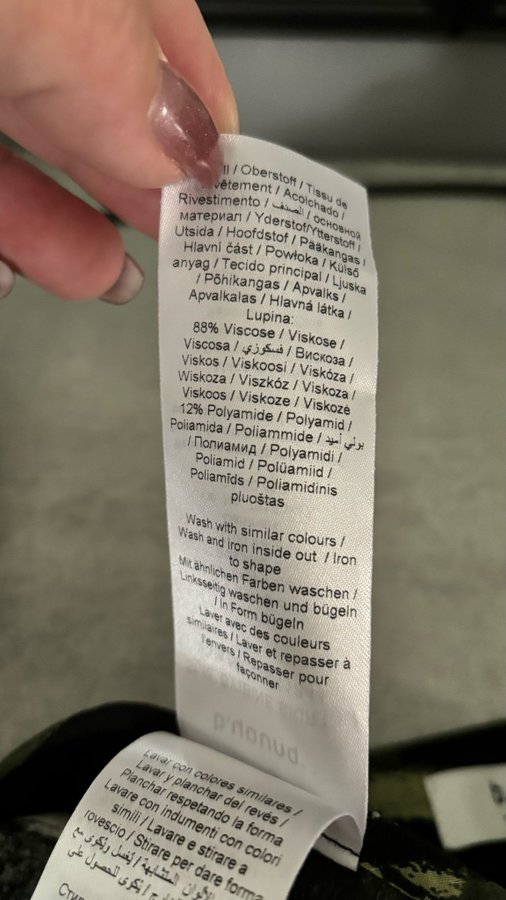 ll / Oberstoff / Tissu de
vêtement / Acolchado /
Rivestimento / الصدف / основной
материал / Yderstof/Ytterstoff /
Utsida / Hoofdstof / Pääkangas /
Hlavní část / Powłoka / Külső
anyag / Tecido principal / Ljuska
/ Põhikangas / Apvalks /
Apvalkalas / Hlavná látka /
Lupina:
88% Viscose / Viskose /
Viscosa / فسكوزي / Вискоза /
Viskos / Viskoosi / Viskóza /
Wiskoza / Viszkóz / Viskoza /
Viskoos / Viskoze / Viskozė
12% Polyamide / Polyamid /
Poliamida / Poliammide / بولي أميد
/ Полиамид / Polyamidi /
Poliamid / Polüamiid /
Poliamīds / Poliamidinis
pluoštas
Wash with similar colours /
Wash and iron inside out / Iron
to shape
Mit ähnlichen Farben waschen /
Linksseitig waschen und bügeln
/ In Form bügeln
Laver avec des couleurs
similaires / Laver et repasser à
l'envers / Repasser pour
façonner
Lavar con colores similares /
Lavar y planchar del revés /
Planchar respetando la forma
Lavare con indumenti con colori
simili / Lavare e stirare a
rovescio / Stirare per dare forma